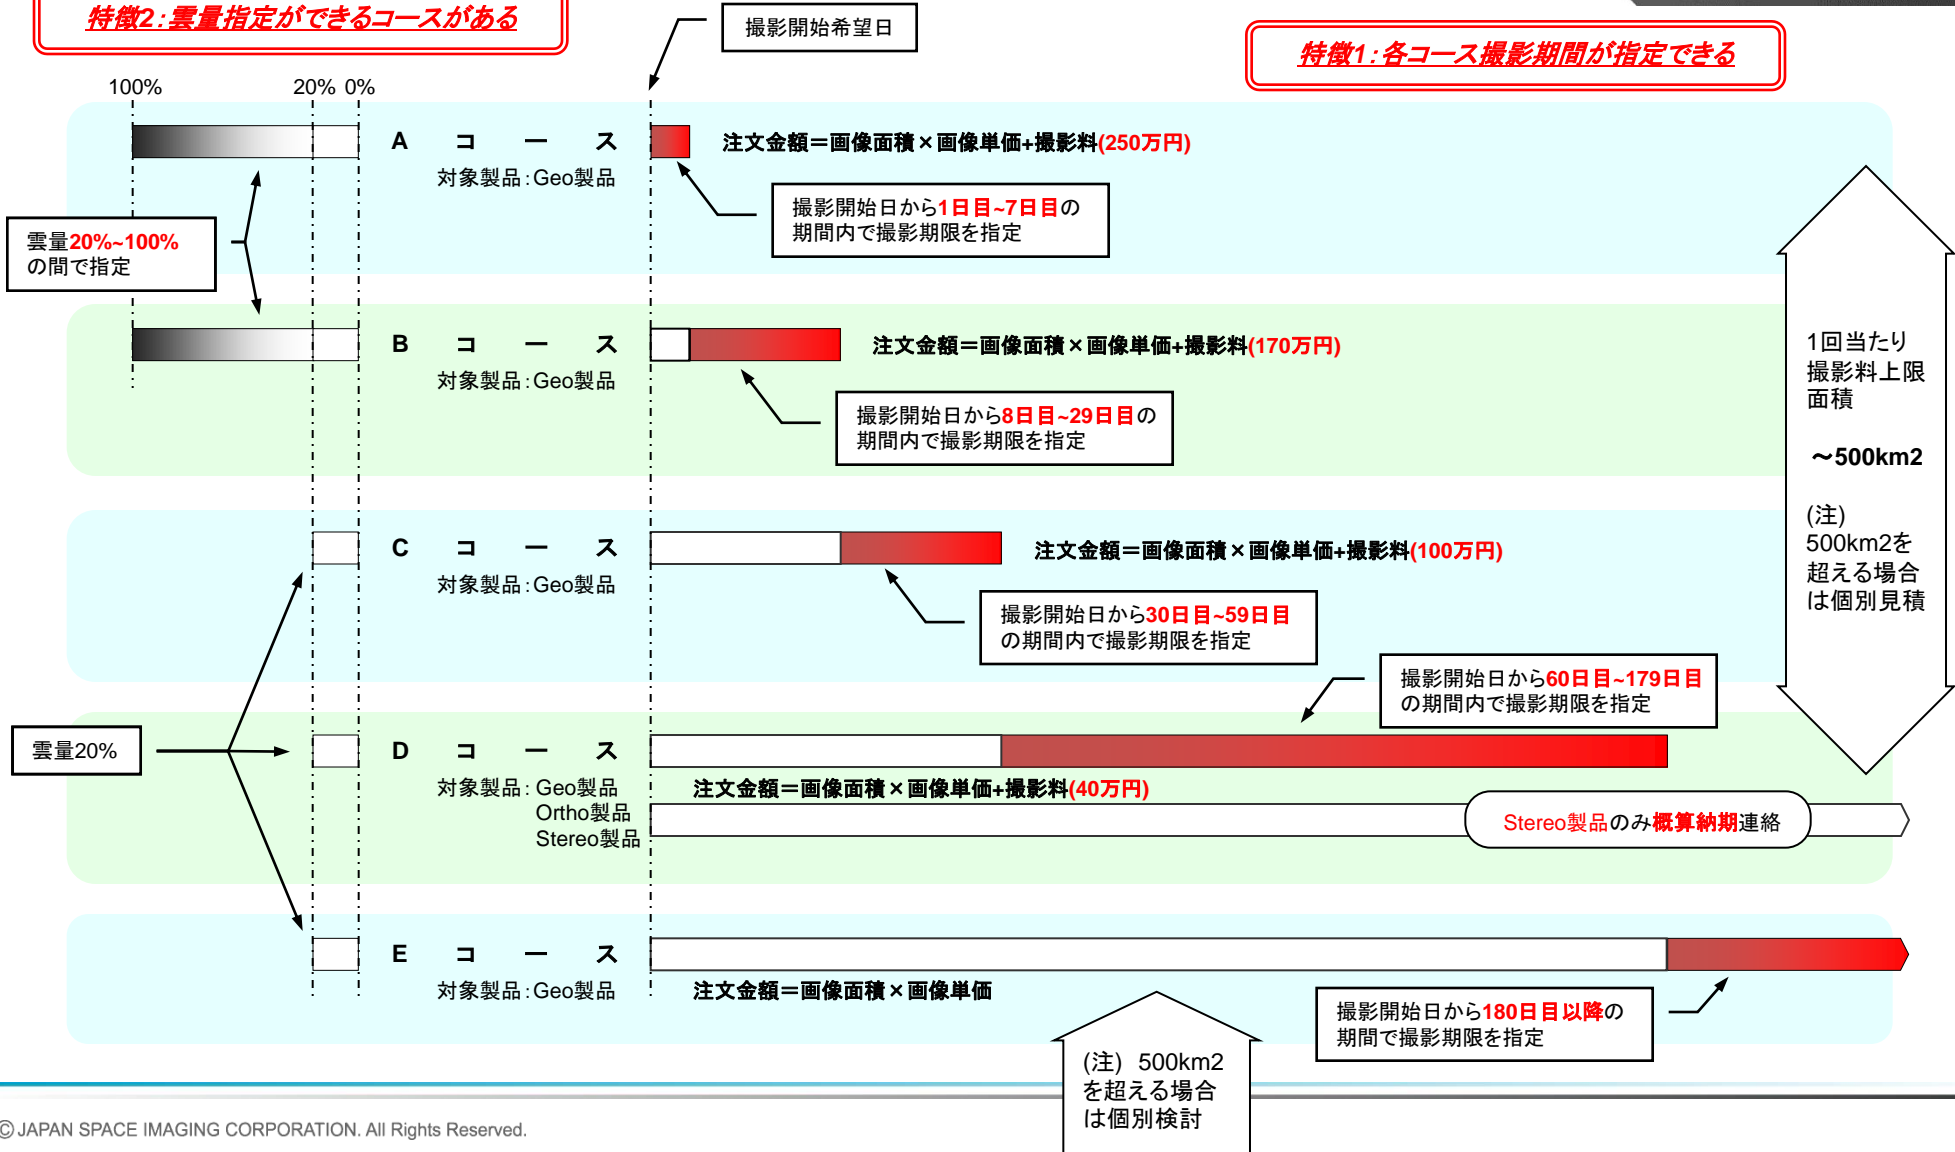 特徴2：雲量指定ができるコースがある
撮影開始希望日
特徴1：各コース撮影期間が指定できる
100%
20%
0%
A コース
注文金額＝画像面積×画像単価+撮影料(250万円)
対象製品：Geo製品
撮影開始日から1日目~7日目の
期間内で撮影期限を指定
雲量20%~100%
の間で指定
B コース
注文金額＝画像面積×画像単価+撮影料(170万円)
対象製品：Geo製品
撮影開始日から8日目~29日目の
期間内で撮影期限を指定
1回当たり
撮影料上限
面積
～500km2
(注)
500km2を
超える場合
は個別見積
C コース
注文金額＝画像面積×画像単価+撮影料(100万円)
対象製品：Geo製品
撮影開始日から30日目~59日目
の期間内で撮影期限を指定
撮影開始日から60日目~179日目
の期間内で撮影期限を指定
雲量20%
D コース
対象製品：Geo製品
Ortho製品
Stereo製品
注文金額＝画像面積×画像単価+撮影料(40万円)
Stereo製品のみ概算納期連絡
E コース
対象製品：Geo製品
注文金額＝画像面積×画像単価
撮影開始日から180日目以降の
期間で撮影期限を指定
(注) 500km2
を超える場合
は個別検討
© JAPAN SPACE IMAGING CORPORATION. All Rights Reserved.